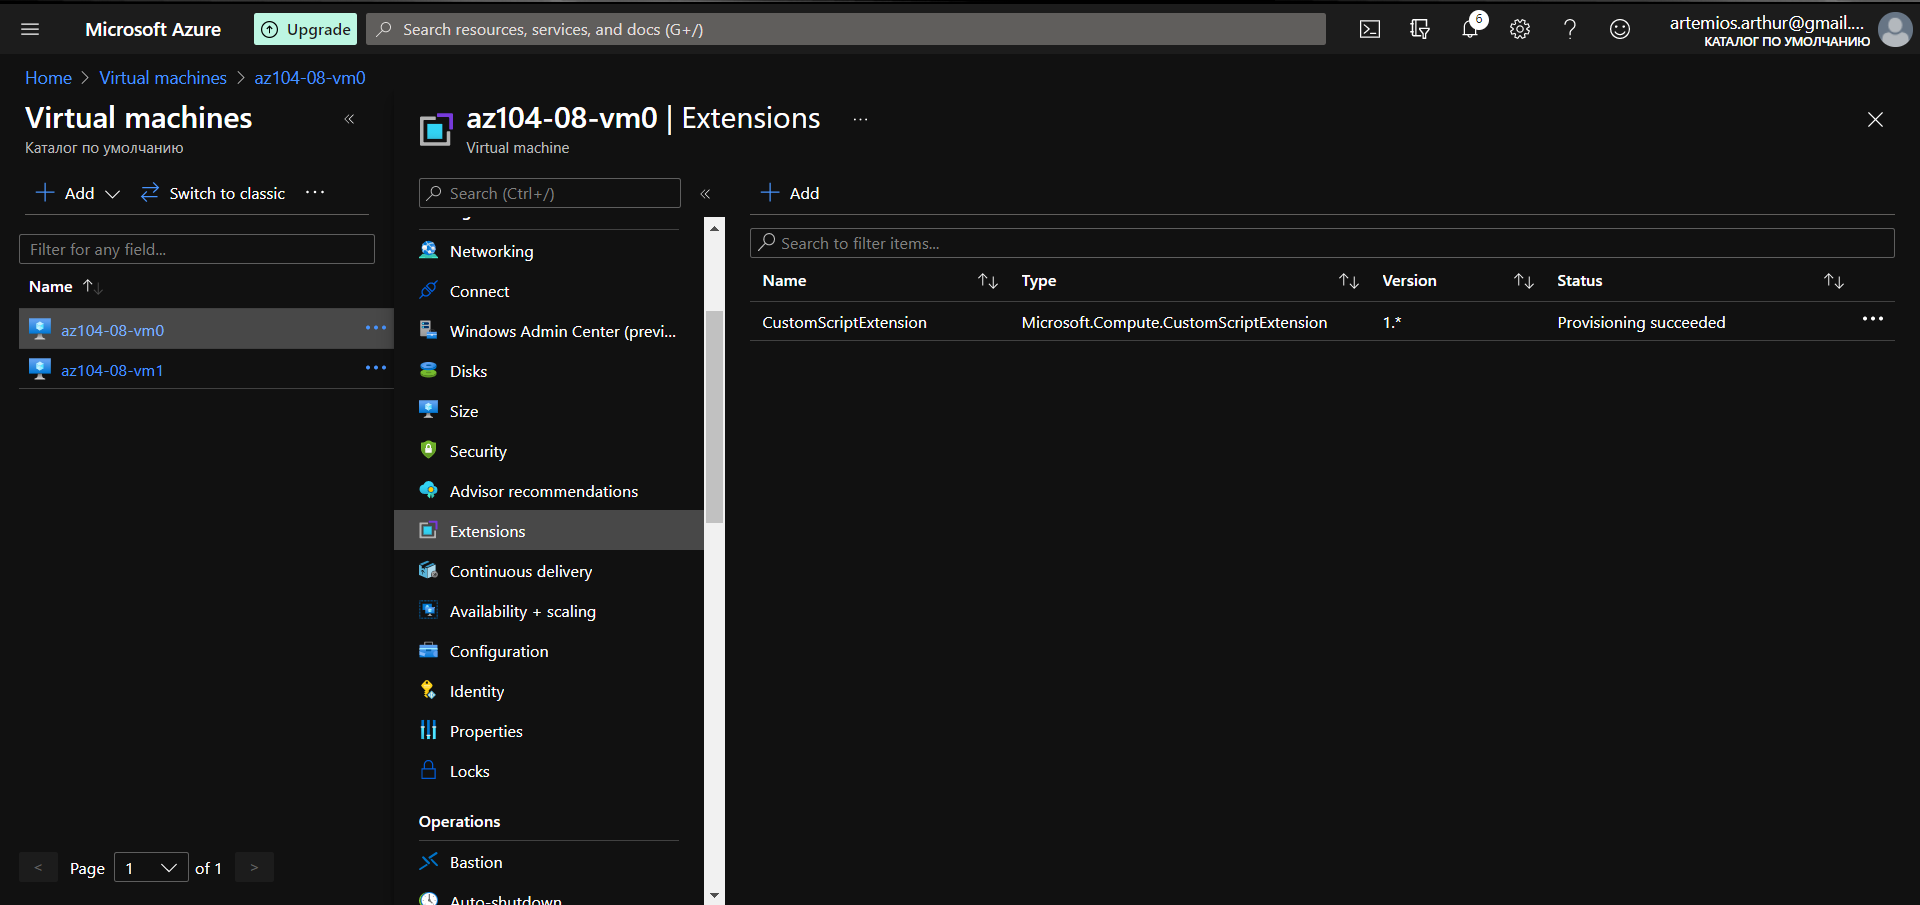 Microsoft Azure
Upgrade
Search resources, services, and docs (G+/)
6
artemios.arthur@gmail....
КАТАЛОГ ПО УМОЛЧАНИЮ
Home > Virtual machines > az104-08-vm0
Virtual machines
«
Каталог по умолчанию
Add
Switch to classic
...
Filter for any field...
Name
az104-08-vm0
az104-08-vm1
< Page 1 of 1 >
az104-08-vm0 | Extensions
...
Virtual machine
Search (Ctrl+/)
«
Networking
Connect
Windows Admin Center (previ...
Disks
Size
Security
Advisor recommendations
Extensions
Continuous delivery
Availability + scaling
Configuration
Identity
Properties
Locks
Operations
Bastion
Auto-shutdown
Add
Search to filter items...
Name Type Version Status
CustomScriptExtension Microsoft.Compute.CustomScriptExtension 1.* Provisioning succeeded